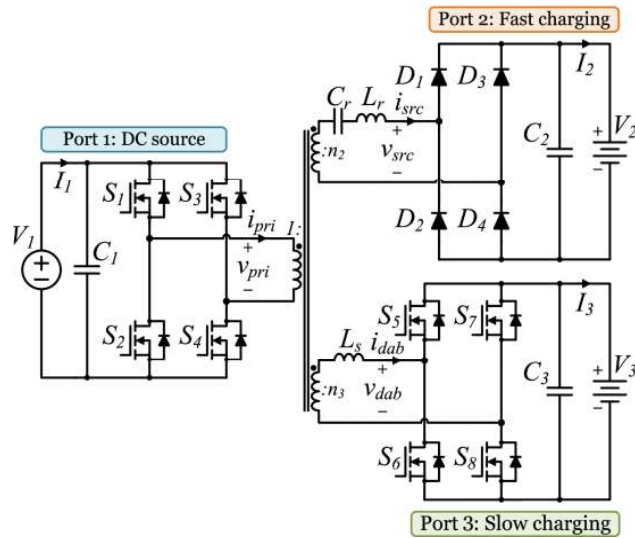 Port 2: Fast charging
I2
D1
D3
Cr
Lr
isrc
vsrc
C2
V2
+
−
:n2
D2
D4
Port 1: DC source
I1
S1
S3
V1
C1
ipri
1:
vpri
S2
S4
I3
S5
S7
Ls
idab
vdab
C3
V3
:n3
S6
S8
Port 3: Slow charging